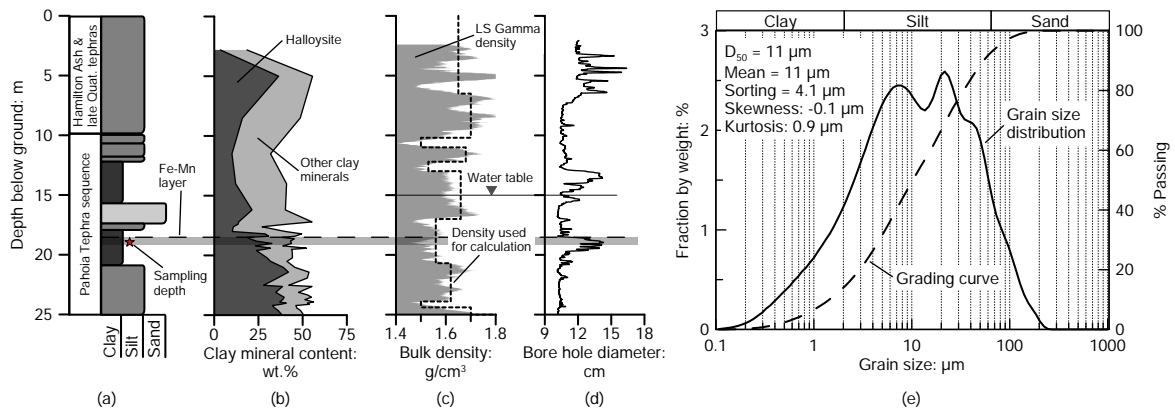 Depth below ground: m
0
5
10
15
20
25
Hamilton Ash &
late Quat. tephras
Pahoia Tephra sequence
Fe-Mn
layer
Sampling
depth
Clay
Silt
Sand
(a)
Halloysite
Other clay
minerals
0
25
50
75
Clay mineral content:
wt.%
(b)
LS Gamma
density
Water table
Density used
for calculation
1.4
1.6
1.8
Bulk density:
g/cm³
(c)
9
12
15
18
Bore hole diameter:
cm
(d)
Clay
Silt
Sand
D50 = 11 µm
Mean = 11 µm
Sorting = 4.1 µm
Skewness: -0.1 µm
Kurtosis: 0.9 µm
Grain size
distribution
Grading curve
Fraction by weight: %
3
2
1
0
% Passing
100
80
60
40
20
0
0.1
1
10
100
1000
Grain size: µm
(e)